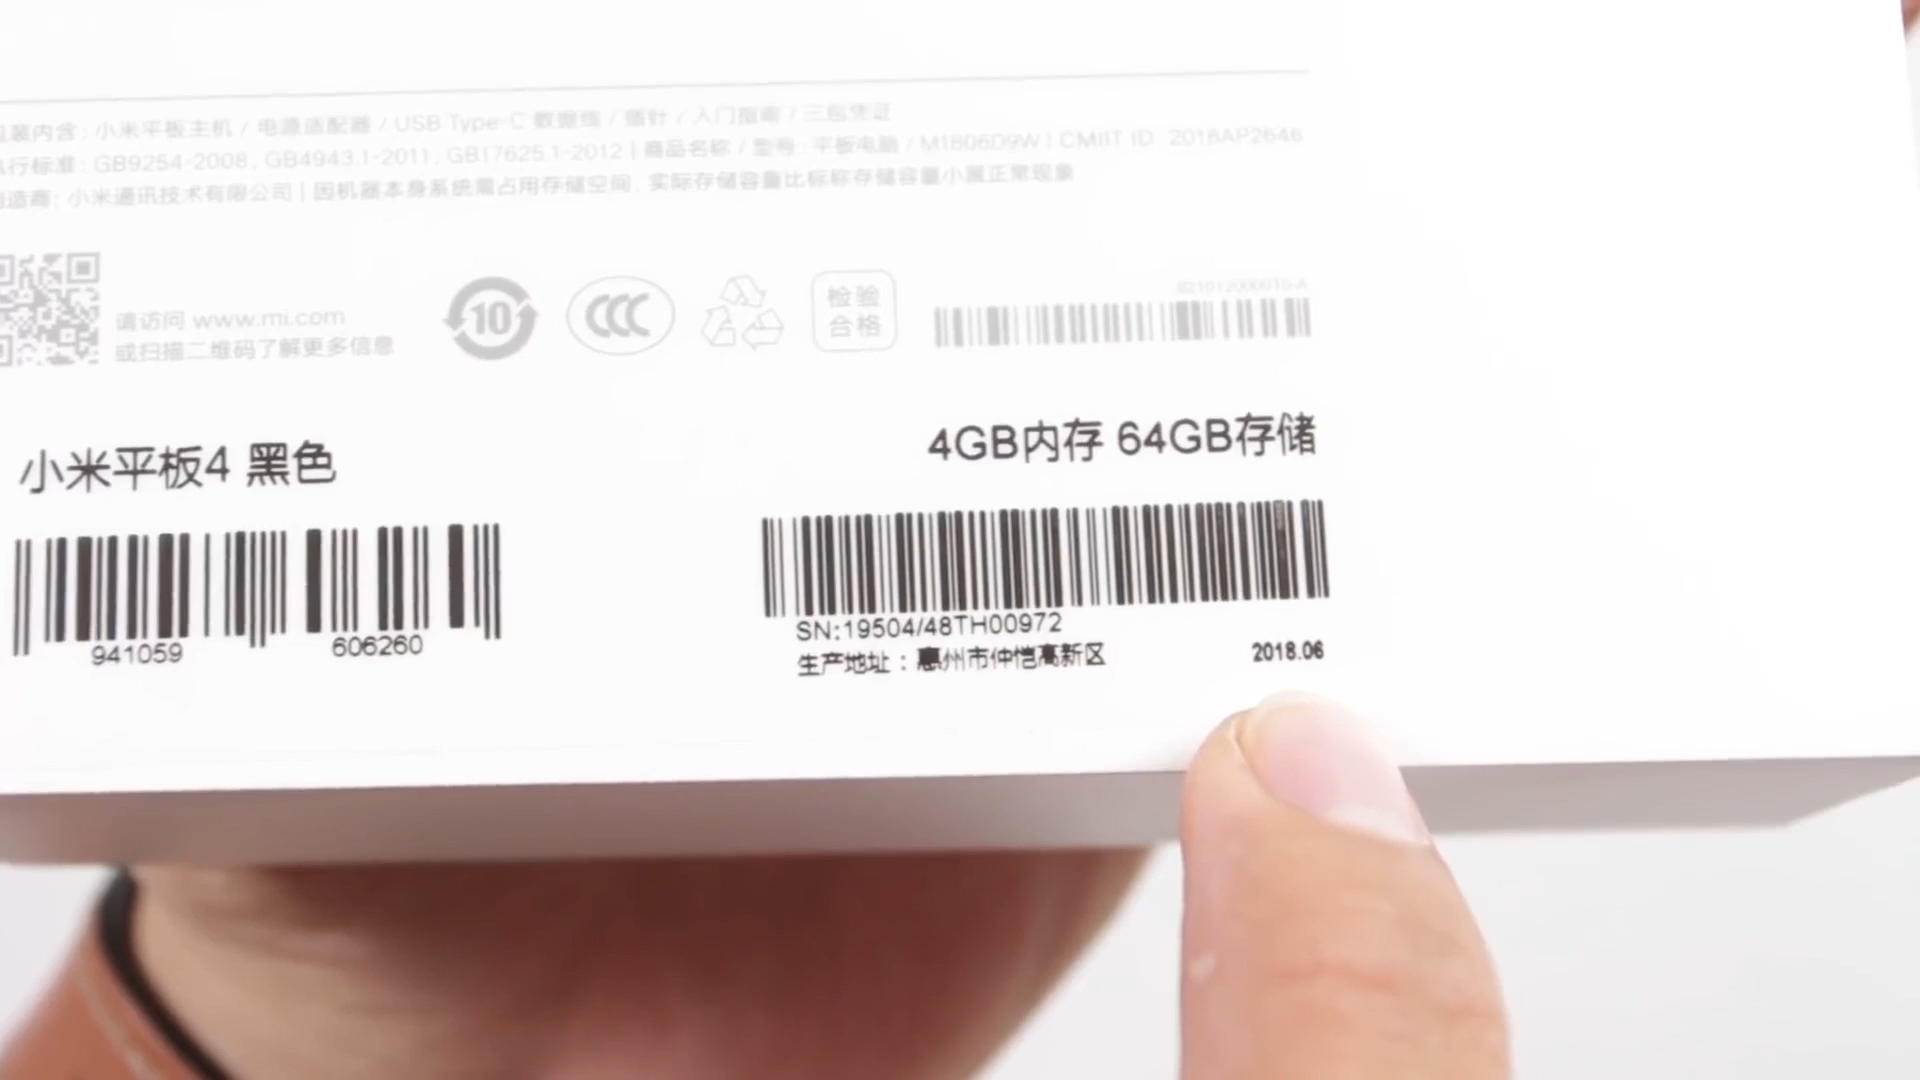 装内含: 小米平板主机 / 电源适配器 / USB Type-C 数据线 / 插针 / 入门指南 / 三包凭证
行标准: GB9254-2008, GB4943.1-2011, GB17625.1-2012 | 商品名称 / 型号: 平板电脑 / M1806D9W | CMIIT ID: 2018AP2646
造商: 小米通讯技术有限公司 | 因机器本身系统需占用存储空间, 实际存储容量比标称存储容量小属正常现象
请访问 www.mi.com
或扫描二维码了解更多信息
10
CCC
检验
合格
小米平板4 黑色
4GB内存 64GB存储
941059 606260
SN:19504/48TH00972
生产地址：惠州市仲恺高新区
2018.06